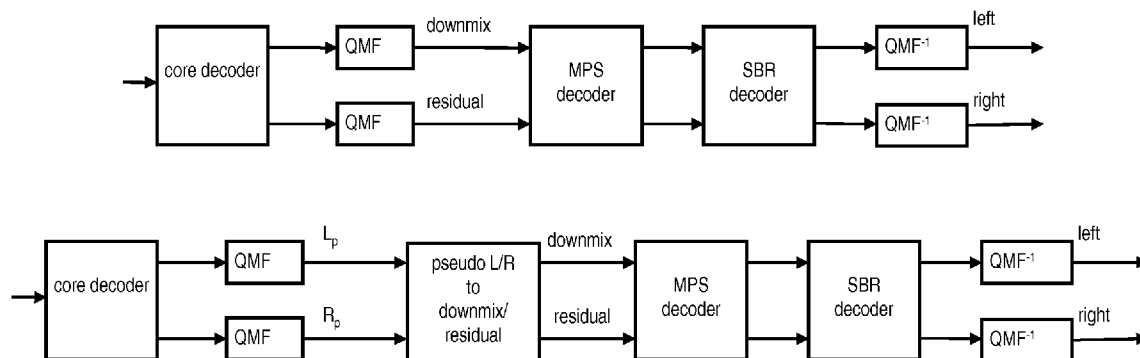 core decoder
QMF
downmix
QMF
residual
MPS
decoder
SBR
decoder
QMF⁻¹
left
QMF⁻¹
right
core decoder
QMF
Lₚ
QMF
Rₚ
pseudo L/R
to
downmix/
residual
downmix
residual
MPS
decoder
SBR
decoder
QMF⁻¹
left
QMF⁻¹
right